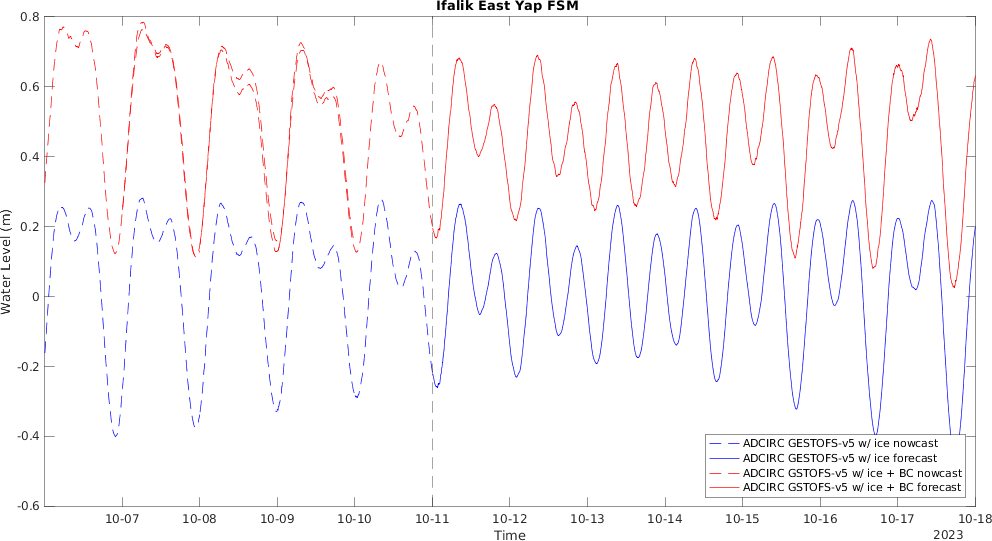 Ifalik East Yap FSM
0.8
0.6
0.4
0.2
0
-0.2
-0.4
-0.6
Water Level (m)
ADCIRC GESTOFS-v5 w/ ice nowcast
ADCIRC GESTOFS-v5 w/ ice forecast
ADCIRC GSTOFS-v5 w/ ice + BC nowcast
ADCIRC GSTOFS-v5 w/ ice + BC forecast
10-07 10-08 10-09 10-10 10-11 10-12 10-13 10-14 10-15 10-16 10-17 10-18
Time
2023